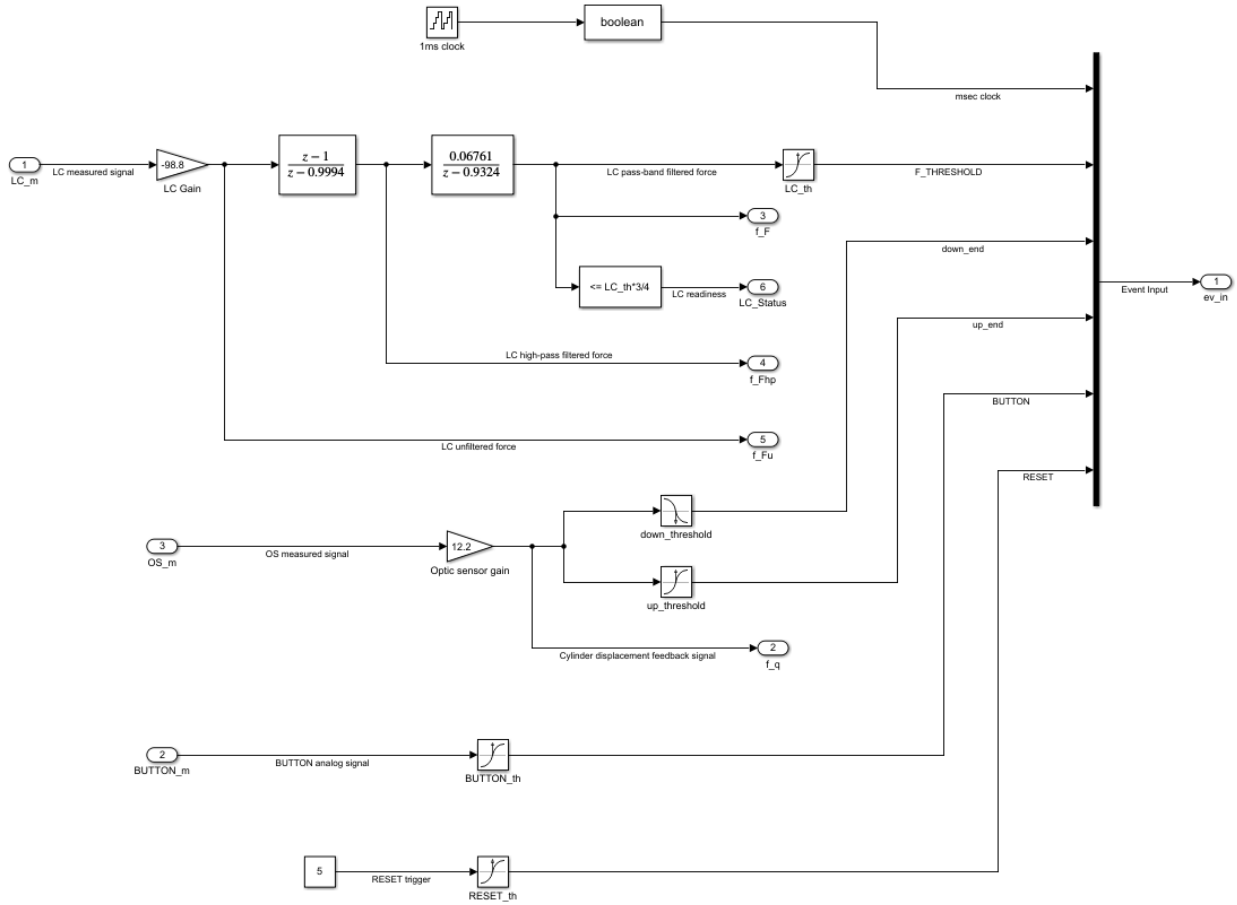 boolean
1ms clock
msec clock
1
LC_m
LC measured signal
-98.8
LC Gain
z − 1
z − 0.9994
0.06761
z − 0.9324
LC pass-band filtered force
LC_th
F_THRESHOLD
3
f_F
down_end
<= LC_th*3/4
LC readiness
6
LC_Status
Event Input
1
ev_in
up_end
LC high-pass filtered force
4
f_Fhp
BUTTON
LC unfiltered force
5
f_Fu
RESET
down_threshold
3
OS_m
OS measured signal
12.2
Optic sensor gain
up_threshold
Cylinder displacement feedback signal
2
f_q
2
BUTTON_m
BUTTON analog signal
BUTTON_th
5
RESET trigger
RESET_th